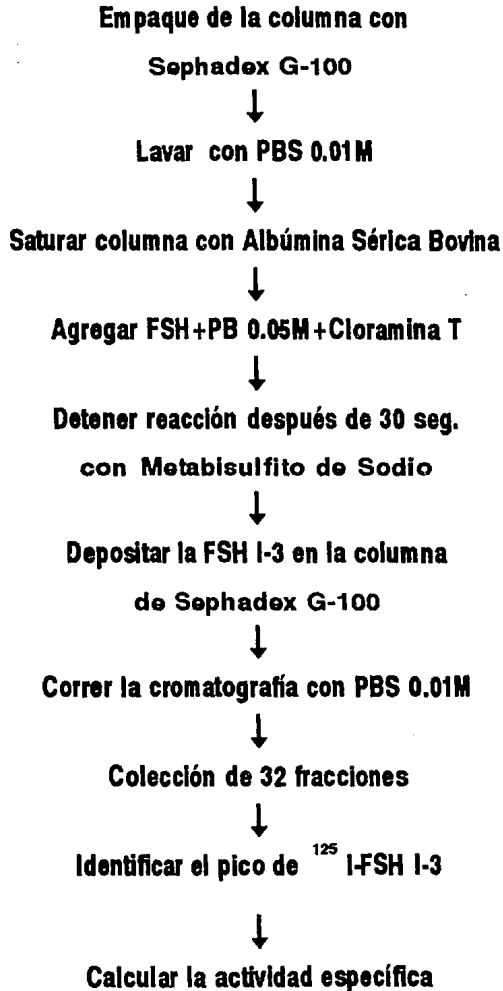 Empaque de la columna con
Sephadex G-100
↓
Lavar con PBS 0.01M
↓
Saturar columna con Albúmina Sérica Bovina
↓
Agregar FSH+PB 0.05M+Cloramina T
↓
Detener reacción después de 30 seg.
con Metabisulfito de Sodio
↓
Depositar la FSH I-3 en la columna
de Sephadex G-100
↓
Correr la cromatografía con PBS 0.01M
↓
Colección de 32 fracciones
↓
Identificar el pico de ¹²⁵ I-FSH I-3
↓
Calcular la actividad específica